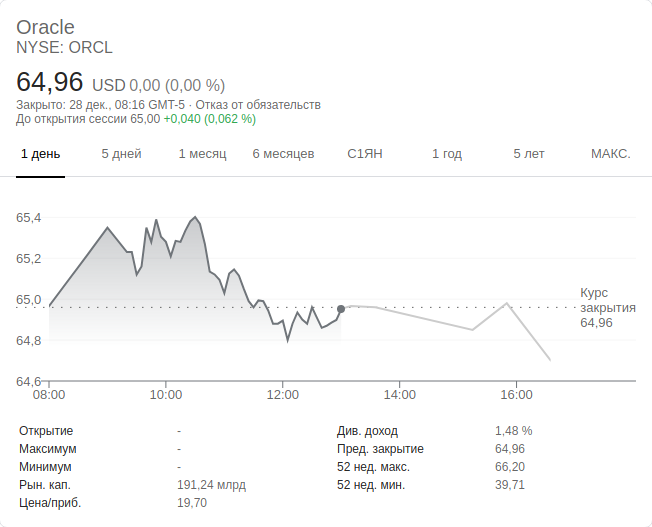 Oracle
NYSE: ORCL
64,96 USD 0,00 (0,00 %)
Закрыто: 28 дек., 08:16 GMT-5 · Отказ от обязательств
До открытия сессии 65,00 +0,040 (0,062 %)
1 день 5 дней 1 месяц 6 месяцев С1ЯН 1 год 5 лет МАКС.
65,4
65,2
65,0
64,8
64,6
Курс
закрытия
64,96
08:00 10:00 12:00 14:00 16:00
Открытие - Див. доход 1,48 %
Максимум - Пред. закрытие 64,96
Минимум - 52 нед. макс. 66,20
Рын. кап. 191,24 млрд 52 нед. мин. 39,71
Цена/приб. 19,70